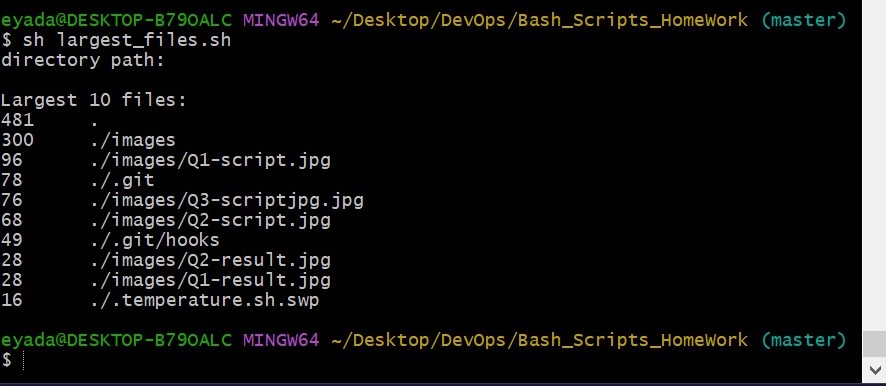 eyada@DESKTOP-B79OALC MINGW64 ~/Desktop/DevOps/Bash_Scripts_HomeWork (master)
$ sh largest_files.sh
directory path:
Largest 10 files:
481 .
300 ./images
96 ./images/Q1-script.jpg
78 ./.git
76 ./images/Q3-scriptjpg.jpg
68 ./images/Q2-script.jpg
49 ./.git/hooks
28 ./images/Q2-result.jpg
28 ./images/Q1-result.jpg
16 ./.temperature.sh.swp
eyada@DESKTOP-B79OALC MINGW64 ~/Desktop/DevOps/Bash_Scripts_HomeWork (master)
$